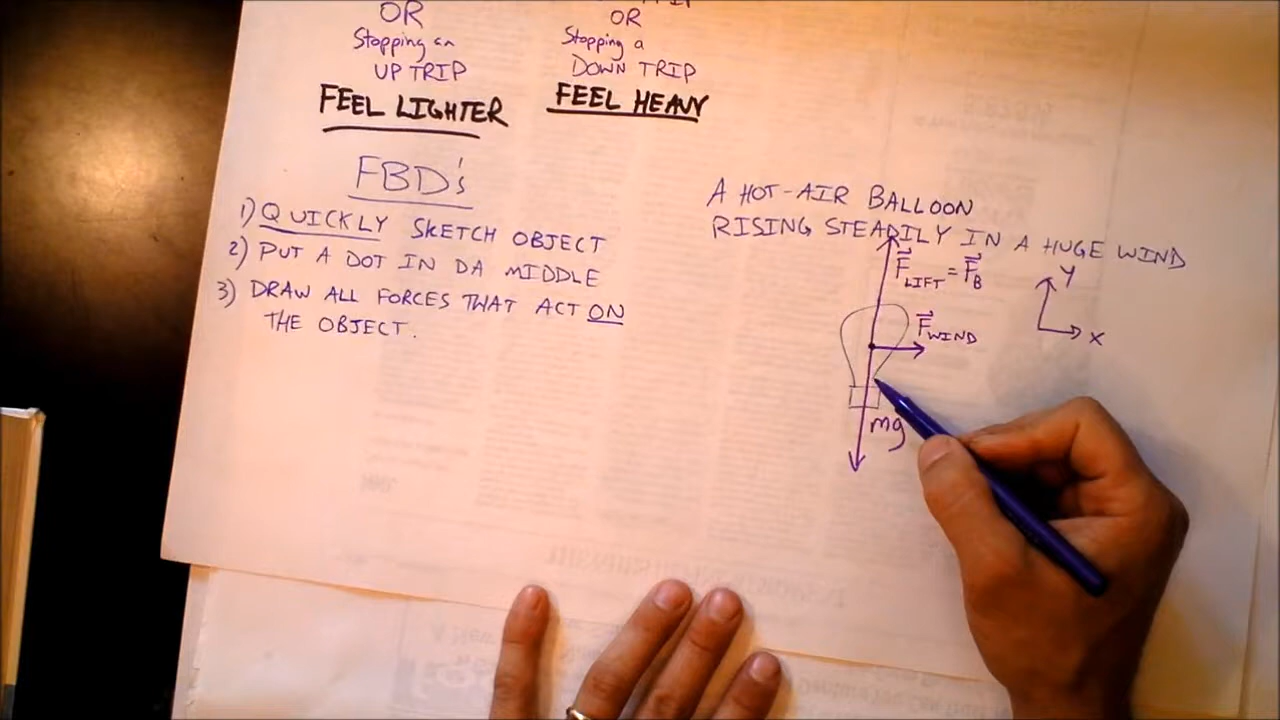 OR
Stopping an
UP TRIP
FEEL LIGHTER
OR
Stopping a
DOWN TRIP
FEEL HEAVY
FBD's
1) QUICKLY SKETCH OBJECT
2) PUT A DOT IN DA MIDDLE
3) DRAW ALL FORCES THAT ACT ON
THE OBJECT.
A HOT-AIR BALLOON
RISING STEADILY IN A HUGE WIND
F LIFT = F B
F WIND
mg
Y
X